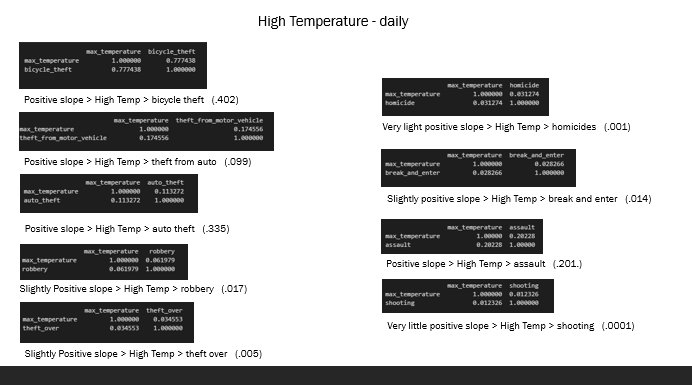 High Temperature - daily
max_temperature bicycle_theft
max_temperature 1.000000 0.777438
bicycle_theft 0.777438 1.000000
Positive slope > High Temp > bicycle theft (.402)
max_temperature theft_from_motor_vehicle
max_temperature 1.000000 0.174556
theft_from_motor_vehicle 0.174556 1.000000
Positive slope > High Temp > theft from auto (.099)
max_temperature auto_theft
max_temperature 1.000000 0.113272
auto_theft 0.113272 1.000000
Positive slope > High Temp > auto theft (.335)
max_temperature robbery
max_temperature 1.000000 0.061979
robbery 0.061979 1.000000
Slightly Positive slope > High Temp > robbery (.017)
max_temperature theft_over
max_temperature 1.000000 0.034553
theft_over 0.034553 1.000000
Slightly Positive slope > High Temp > theft over (.005)
max_temperature homicide
max_temperature 1.000000 0.031274
homicide 0.031274 1.000000
Very light positive slope > High Temp > homicides (.001)
max_temperature break_and_enter
max_temperature 1.000000 0.028266
break_and_enter 0.028266 1.000000
Slightly positive slope > High Temp > break and enter (.014)
max_temperature assault
max_temperature 1.00000 0.20228
assault 0.20228 1.00000
Positive slope > High Temp > assault (.201.)
max_temperature shooting
max_temperature 1.000000 0.012326
shooting 0.012326 1.000000
Very little positive slope > High Temp > shooting (.0001)